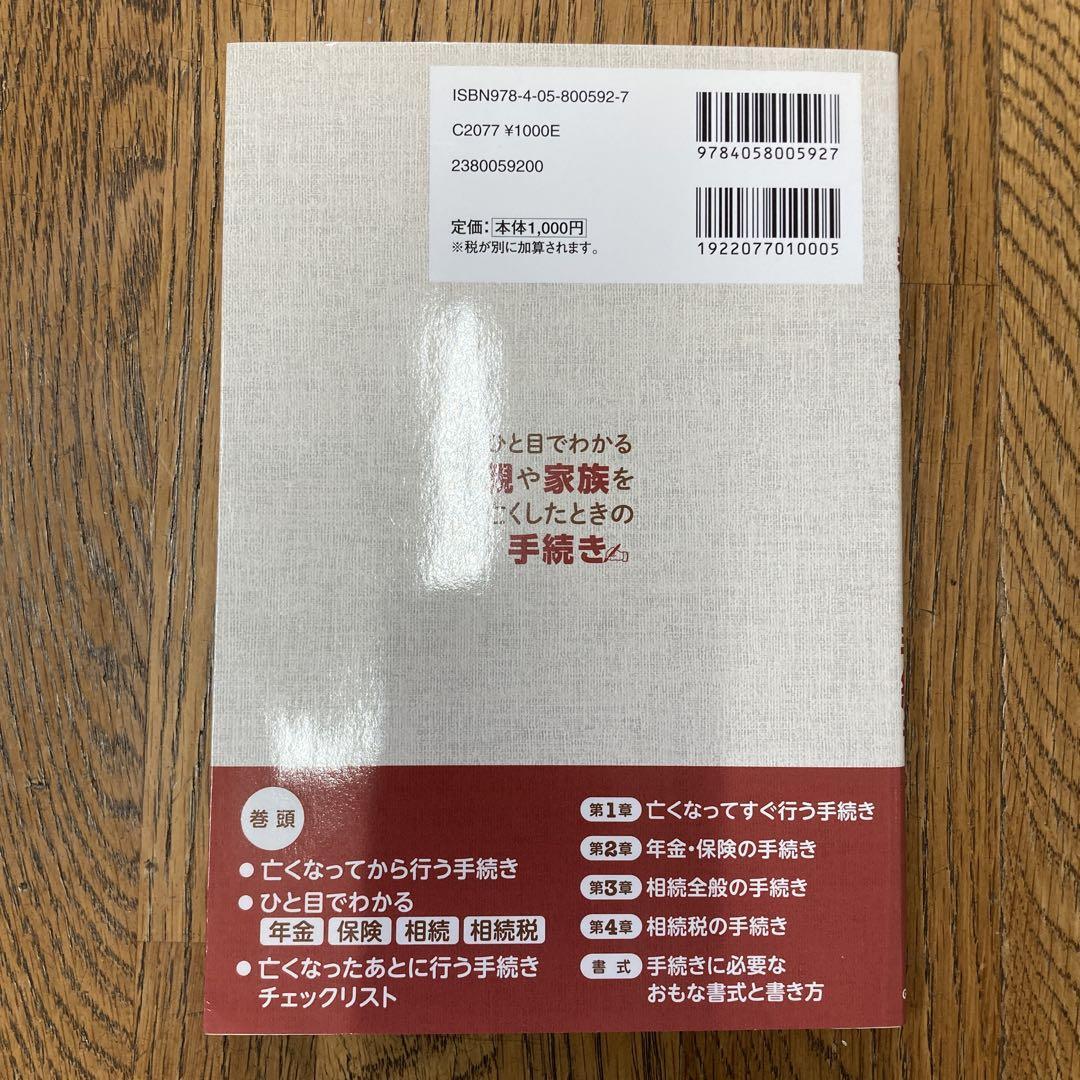 ISBN978-4-05-800592-7
C2077 ¥1000E
2380059200
定価：本体1,000円
※税が別に加算されます。
9784058005927
1922077010005
ひと目でわかる
親や家族を
亡くしたときの
手続き
巻頭
●亡くなってから行う手続き
●ひと目でわかる
年金 保険 相続 相続税
●亡くなったあとに行う手続き
チェックリスト
第1章 亡くなってすぐ行う手続き
第2章 年金・保険の手続き
第3章 相続全般の手続き
第4章 相続税の手続き
書式 手続きに必要な
おもな書式と書き方